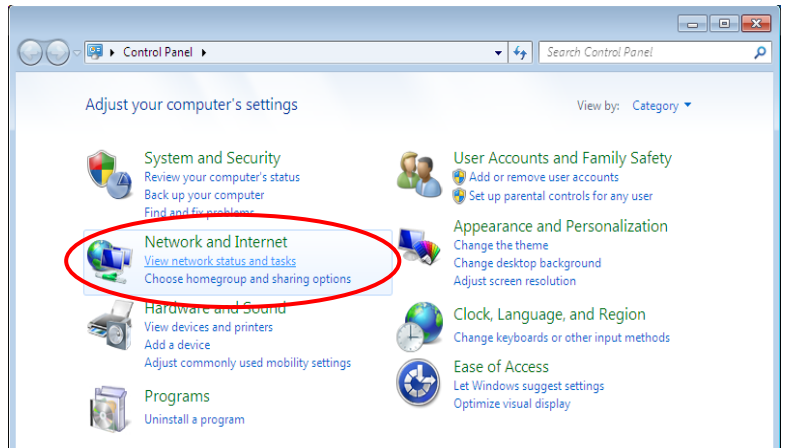 Control Panel
Search Control Panel
Adjust your computer's settings
View by: Category
System and Security
Review your computer's status
Back up your computer
Find and fix problems
Network and Internet
View network status and tasks
Choose homegroup and sharing options
Hardware and Sound
View devices and printers
Add a device
Adjust commonly used mobility settings
Programs
Uninstall a program
User Accounts and Family Safety
Add or remove user accounts
Set up parental controls for any user
Appearance and Personalization
Change the theme
Change desktop background
Adjust screen resolution
Clock, Language, and Region
Change keyboards or other input methods
Ease of Access
Let Windows suggest settings
Optimize visual display